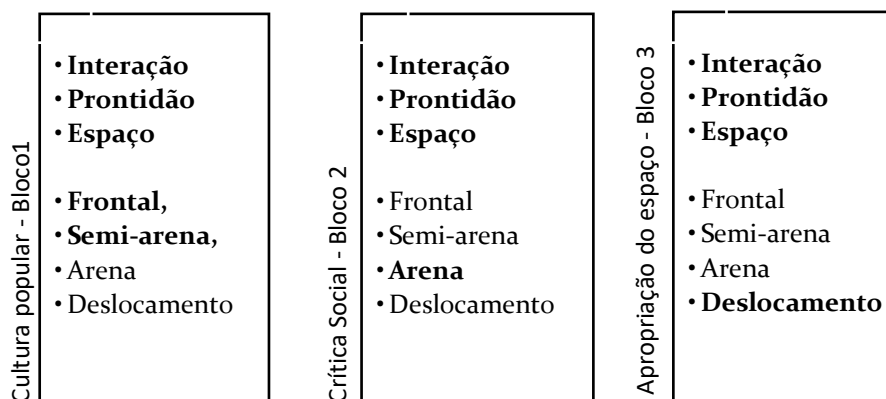 Cultura popular - Bloco1
• Interação
• Prontidão
• Espaço
• Frontal,
• Semi-arena,
• Arena
• Deslocamento
Crítica Social - Bloco 2
• Interação
• Prontidão
• Espaço
• Frontal
• Semi-arena
• Arena
• Deslocamento
Apropriação do espaço - Bloco 3
• Interação
• Prontidão
• Espaço
• Frontal
• Semi-arena
• Arena
• Deslocamento